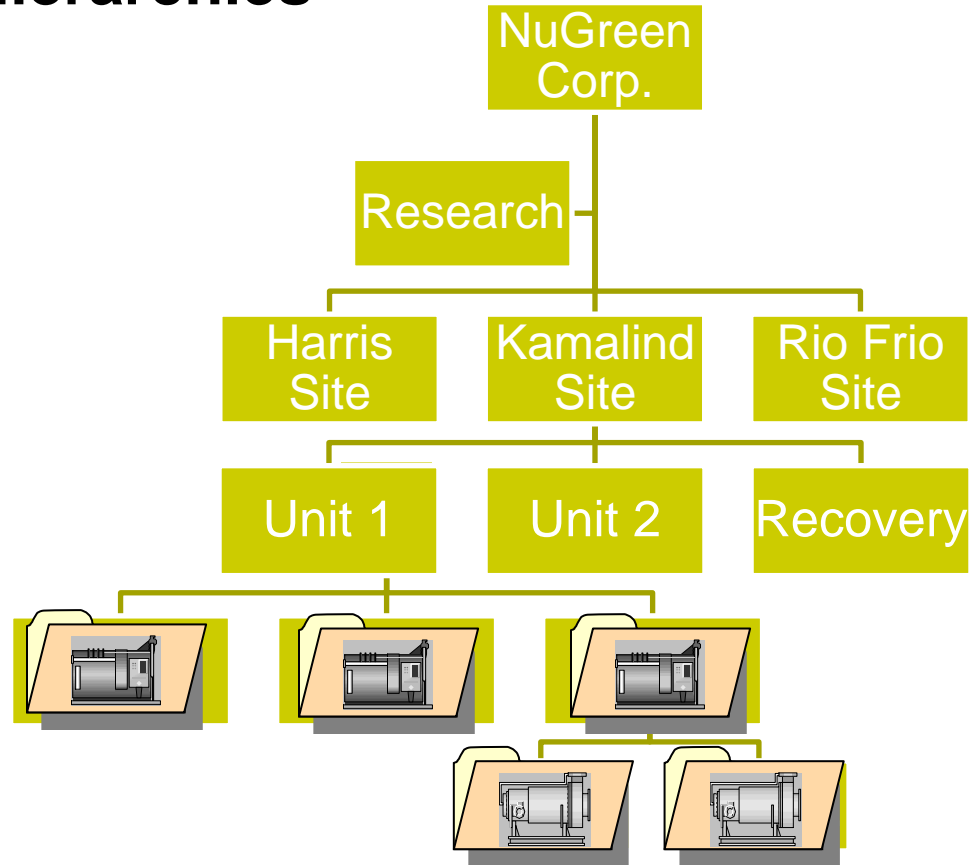 NuGreen
Corp.
Research
Harris
Site
Kamalind
Site
Rio Frio
Site
Unit 1
Unit 2
Recovery